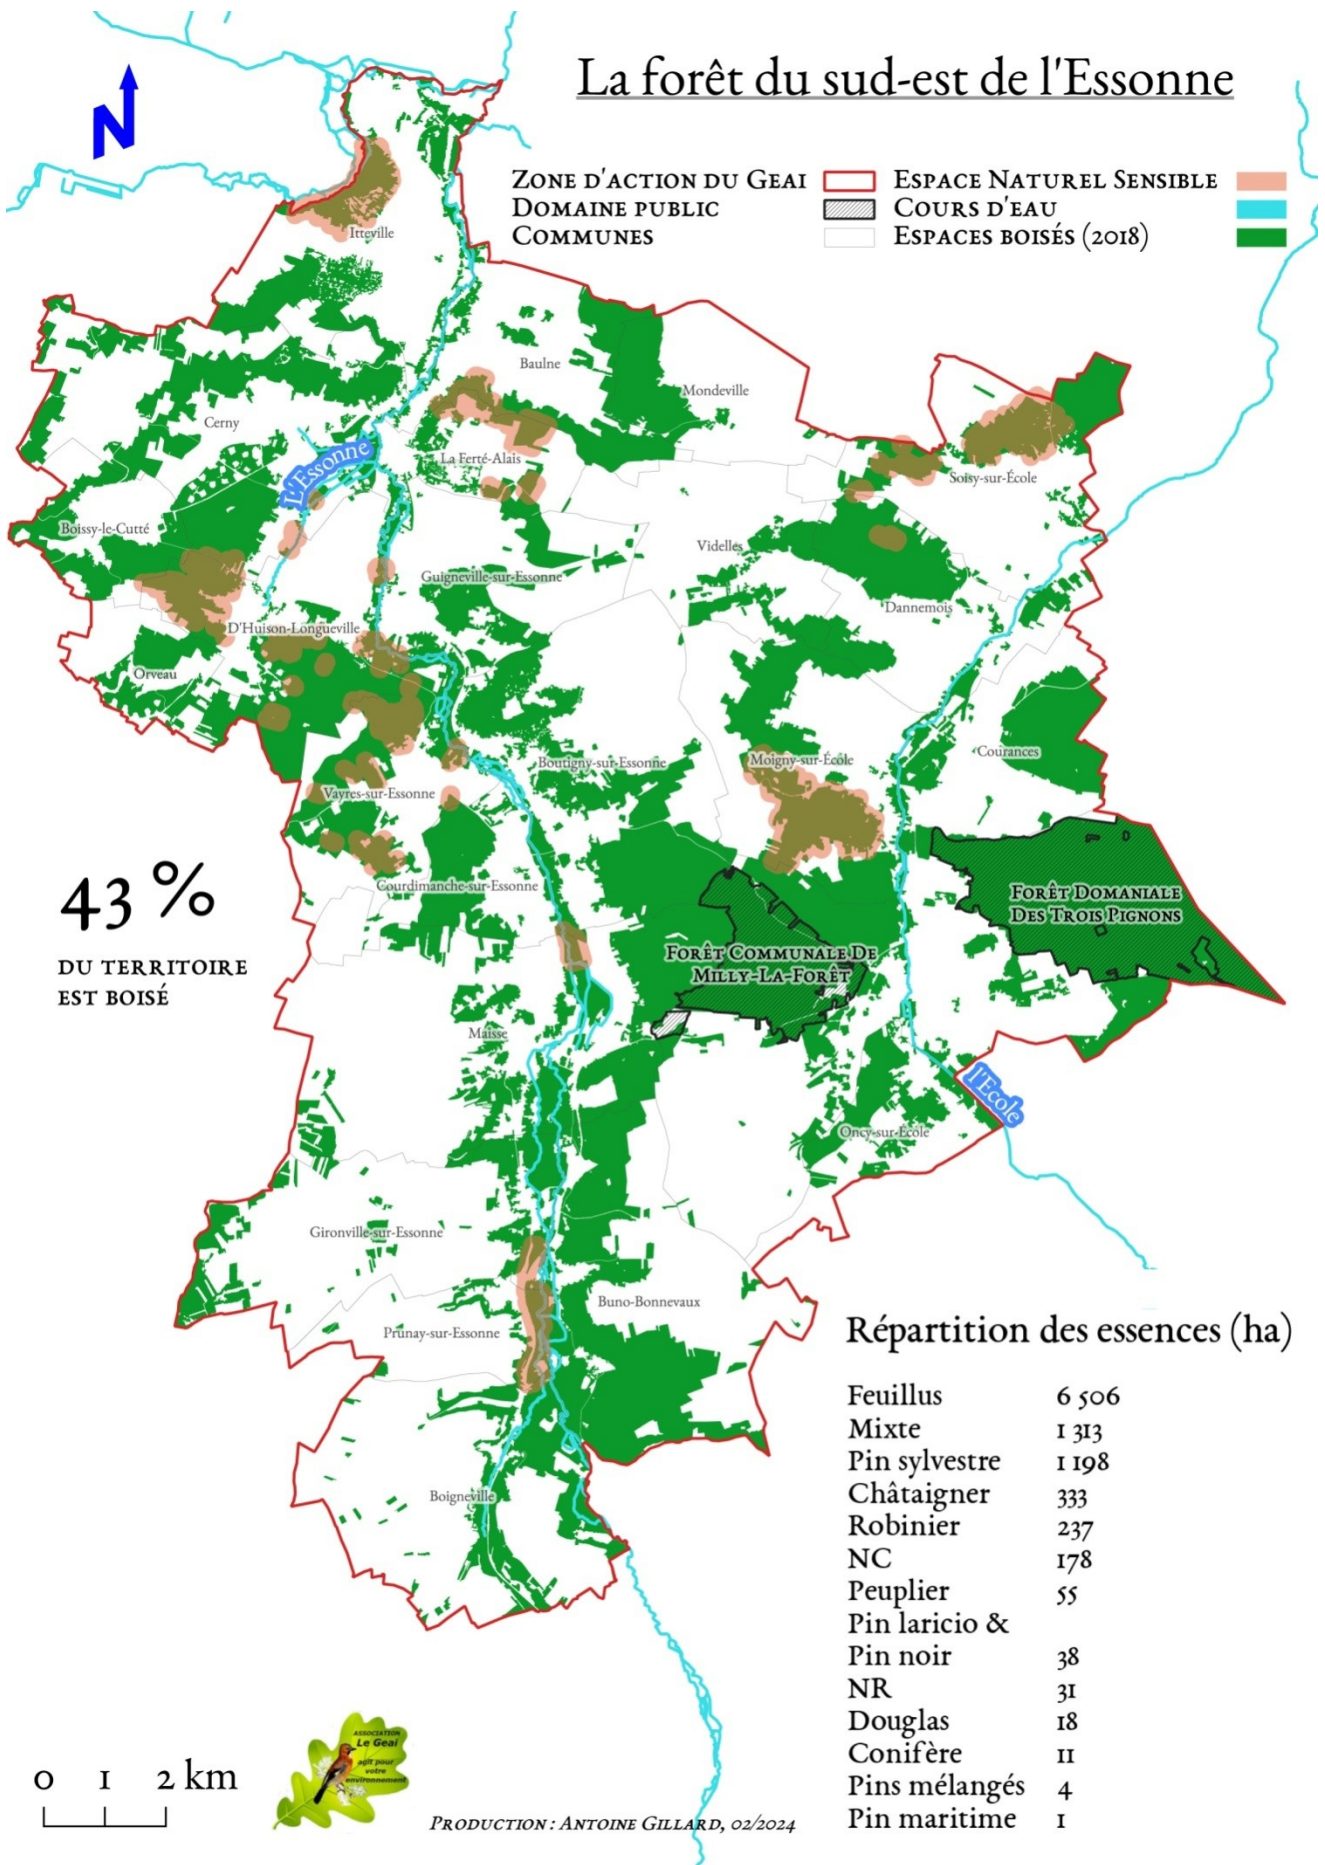 La forêt du sud-est de l'Essonne
N
ZONE D'ACTION DU GEAI
DOMAINE PUBLIC
COMMUNES
ESPACE NATUREL SENSIBLE
COURS D'EAU
ESPACES BOISÉS (2018)
Itteville
Baulne
Mondeville
Cerny
La Ferté-Alais
L'Essonne
Soisy-sur-École
Boissy-le-Cutté
Videlles
Guigneville-sur-Essonne
Dannemois
D'Huison-Longueville
Orveau
Courances
Moigny-sur-École
Boutigny-sur-Essonne
Vayres-sur-Essonne
43 %
DU TERRITOIRE
EST BOISÉ
Courdimanche-sur-Essonne
FORÊT DOMANIALE
DES TROIS PIGNONS
FORÊT COMMUNALE DE
MILLY-LA-FORÊT
Maisse
l'École
Oncy-sur-École
Gironville-sur-Essonne
Buno-Bonnevaux
Prunay-sur-Essonne
Boigneville
Répartition des essences (ha)
Feuillus 6 506
Mixte 1 313
Pin sylvestre 1 198
Châtaigner 333
Robinier 237
NC 178
Peuplier 55
Pin laricio &
Pin noir 38
NR 31
Douglas 18
Conifère 11
Pins mélangés 4
Pin maritime 1
0 1 2 km
ASSOCIATION
Le Geai
agit pour
votre
environnement
PRODUCTION : ANTOINE GILLARD, 02/2024